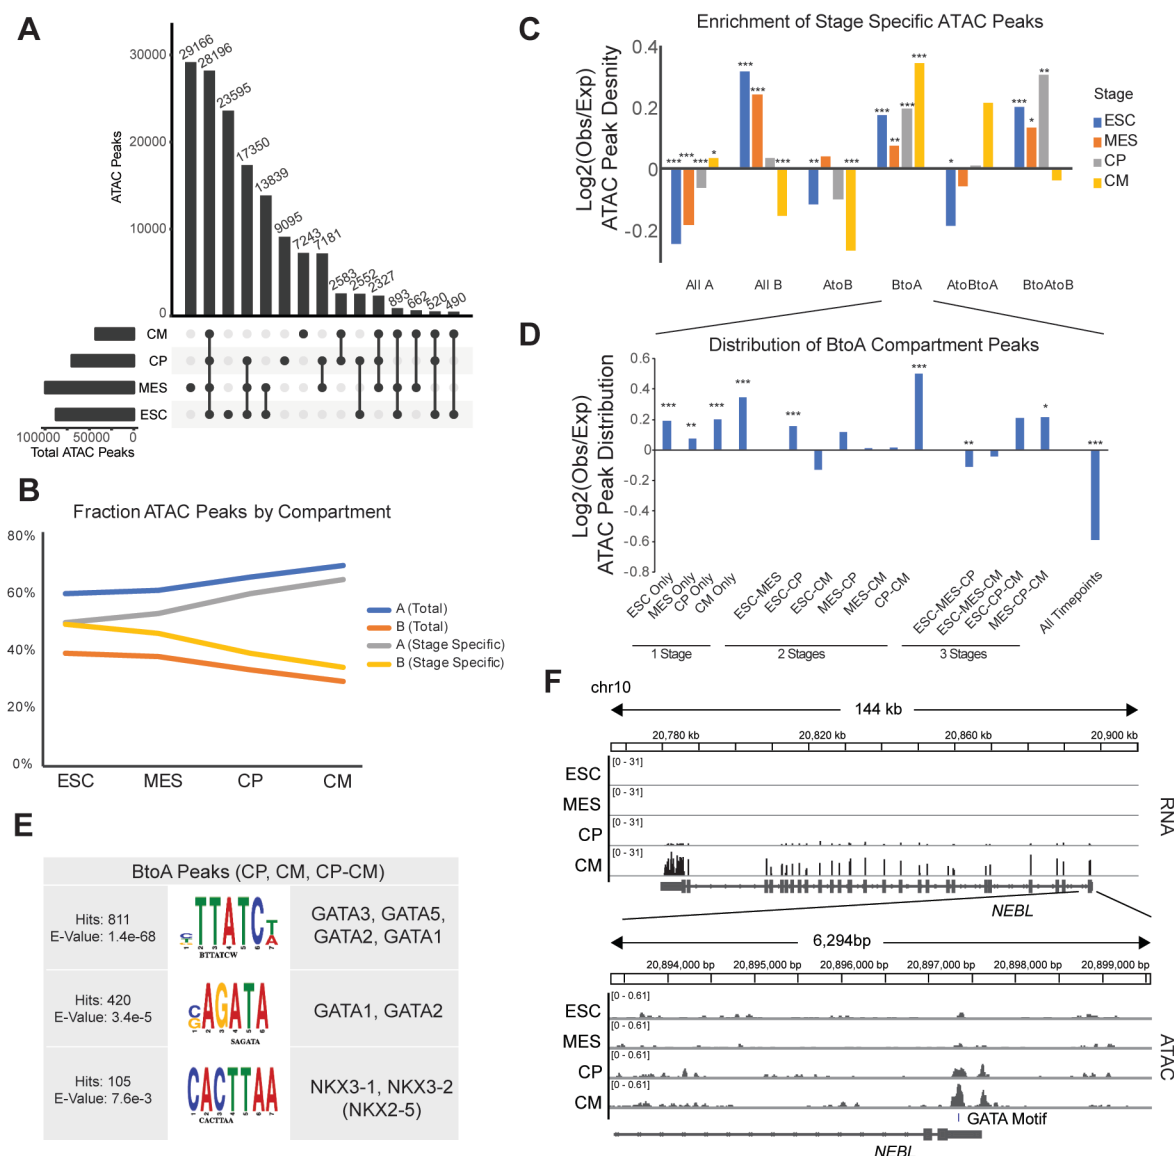 A
ATAC Peaks
30000
20000
10000
0
29166
28196
23595
17350
13839
9095
7243
7181
2583
2552
2327
893
662
520
490
CM
CP
MES
ESC
100000 50000 0
Total ATAC Peaks
B
Fraction ATAC Peaks by Compartment
80%
60%
40%
20%
0%
ESC MES CP CM
A (Total)
B (Total)
A (Stage Specific)
B (Stage Specific)
C
Enrichment of Stage Specific ATAC Peaks
Log2(Obs/Exp)
ATAC Peak Desnity
0.4
0.2
0
-0.2
** *** *** *
*** *** ***
** ***
*** ** *** ***
*
*** * **
All A All B AtoB BtoA AtoBtoA BtoAtoB
Stage
ESC
MES
CP
CM
D
Distribution of BtoA Compartment Peaks
Log2(Obs/Exp)
ATAC Peak Distribution
0.6
0.4
0.2
0
-0.2
-0.4
-0.6
-0.8
*** ** *** *** *** *** ** * ***
ESC Only
MES Only
CP Only
CM Only
ESC-MES
ESC-CP
ESC-CM
MES-CP
MES-CM
CP-CM
ESC-MES-CP
ESC-MES-CM
ESC-CP-CM
MES-CP-CM
All Timepoints
1 Stage 2 Stages 3 Stages
E
BtoA Peaks (CP, CM, CP-CM)
Hits: 811
E-Value: 1.4e-68
BTTATCW
GATA3, GATA5,
GATA2, GATA1
Hits: 420
E-Value: 3.4e-5
SAGATA
GATA1, GATA2
Hits: 105
E-Value: 7.6e-3
CACTTAA
NKX3-1, NKX3-2
(NKX2-5)
F
chr10
144 kb
20,780 kb 20,820 kb 20,860 kb 20,900 kb
ESC [0 - 31]
MES [0 - 31]
CP [0 - 31]
CM [0 - 31]
RNA
NEBL
6,294bp
20,894,000 bp 20,895,000 bp 20,896,000 bp 20,897,000 bp 20,898,000 bp 20,899,000 bp
ESC [0 - 0.61]
MES [0 - 0.61]
CP [0 - 0.61]
CM [0 - 0.61]
ATAC
GATA Motif
NEBL